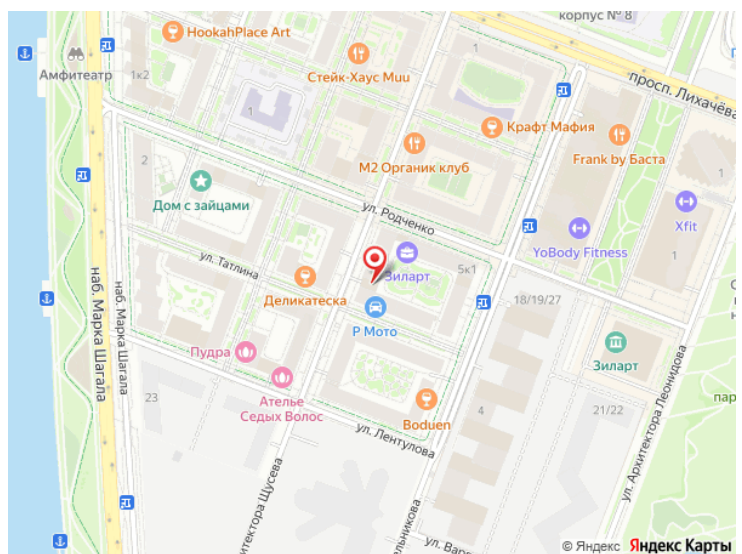 корпус № 8
HookahPlace Art
Амфитеатр
1к2
Стейк-Хаус Muu
1
просп. Лихачёва
1
Крафт Мафия
Frank by Баста
М2 Органик клуб
2
Дом с зайцами
ул. Родченко
Xfit
YoBody Fitness
1
ул. Татлина
Зиларт
5к1
Деликатеска
18/19/27
Р Мото
наб. Марка Шагала
наб. Марка Шагала
Пудра
Зиларт
Ателье
Седых Волос
23
Boduen
4
21/22
ул. Архитектора Леонидова
ул. Лентулова
© Яндекс Яндекс Карты